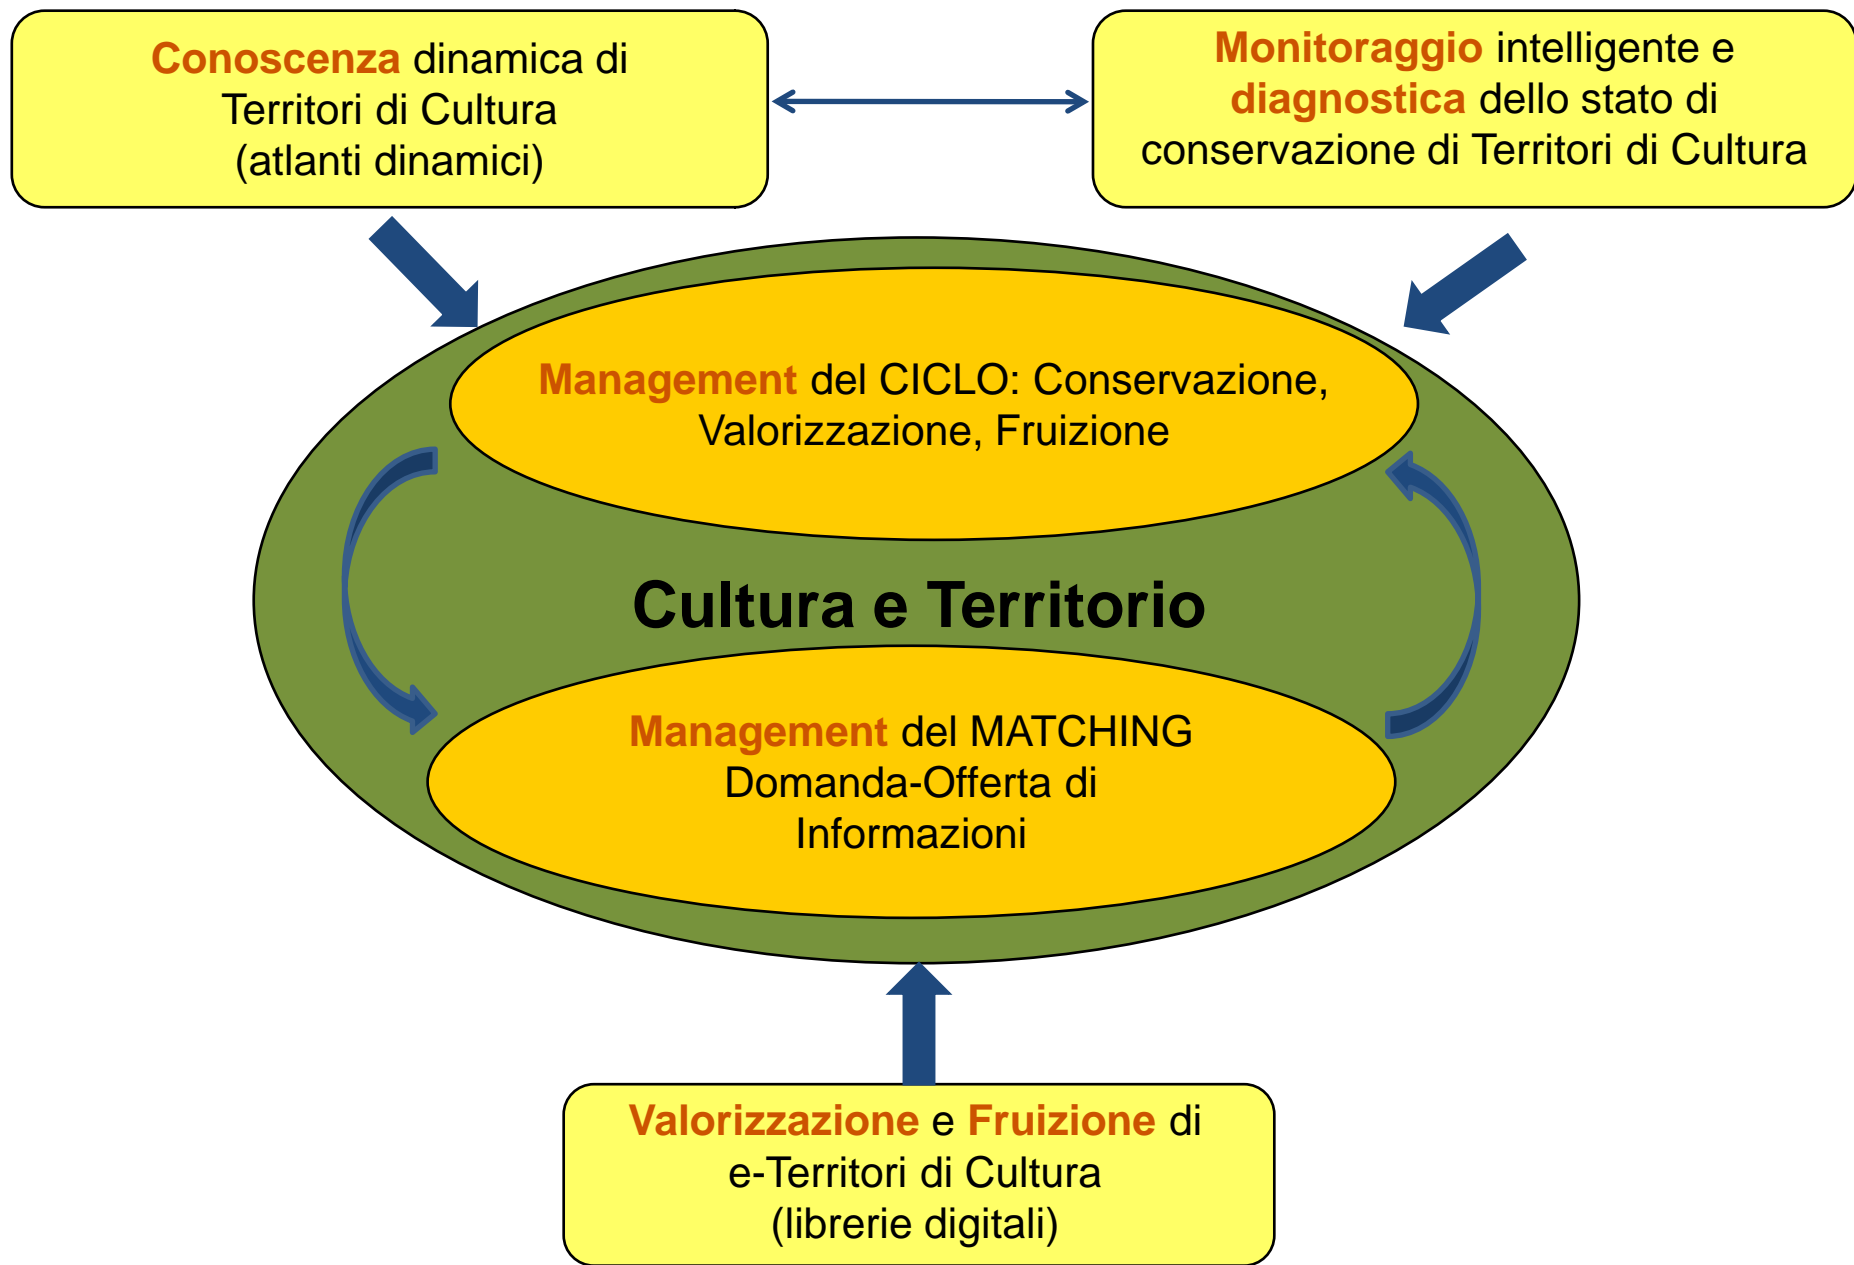 Conoscenza dinamica di
Territori di Cultura
(atlanti dinamici)
Monitoraggio intelligente e
diagnostica dello stato di
conservazione di Territori di Cultura
Management del CICLO: Conservazione,
Valorizzazione, Fruizione
Cultura e Territorio
Management del MATCHING
Domanda-Offerta di
Informazioni
Valorizzazione e Fruizione di
e-Territori di Cultura
(librerie digitali)